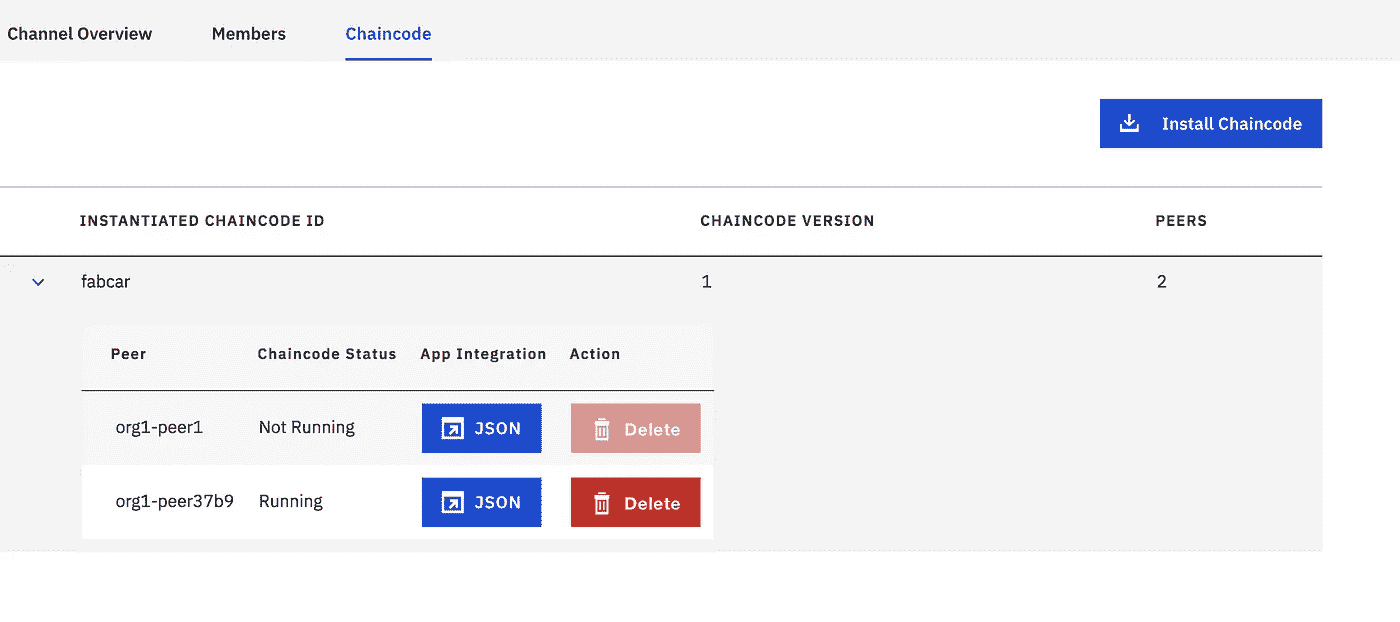 Channel Overview Members Chaincode
Install Chaincode
INSTANTIATED CHAINCODE ID CHAINCODE VERSION PEERS
fabcar 1 2
Peer Chaincode Status App Integration Action
org1-peer1 Not Running JSON Delete
org1-peer37b9 Running JSON Delete